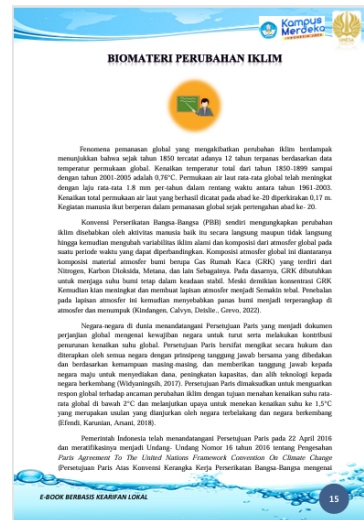 Kampus
Merdeka
BIOMATERI PERUBAHAN IKLIM
Fenomena pemanasan global yang mengakibatkan perubahan iklim berdampak
menunjukkan bahwa sejak tahun 1850 tercatat adanya 12 tahun terpanas berdasarkan data
temperatur permukaan global. Kenaikan temperatur total dari tahun 1850-1899 sampai
dengan tahun 2001-2005 adalah 0,76°C. Permukaan air laut rata-rata global telah meningkat
dengan laju rata-rata 1.8 mm per-tahun dalam rentang waktu antara tahun 1961-2003.
Kenaikan total permukaan air laut yang berhasil dicatat pada abad ke-20 diperkirakan 0,17 m.
Kegiatan manusia ikut berperan dalam pemanasan global sejak pertengahan abad ke- 20.
Konvensi Perserikatan Bangsa-Bangsa (PBB) sendiri mengungkapkan perubahan
iklim disebabkan oleh aktivitas manusia baik itu secara langsung maupun tidak langsung
hingga kemudian mengubah variabilitas iklim alami dan komposisi dari atmosfer global pada
suatu periode waktu yang dapat diperbandingkan. Komposisi atmosfer global ini diantaranya
komposisi material atmosfer bumi berupa Gas Rumah Kaca (GRK) yang terdiri dari
Nitrogen, Karbon Dioksida, Metana, dan lain Sebagainya. Pada dasarnya, GRK dibutuhkan
untuk menjaga suhu bumi tetap dalam keadaan stabil. Meski demikian konsentrasi GRK
Kemudian kian meningkat dan membuat lapisan atmosfer menjadi Semakin tebal. Penebalan
pada lapisan atmosfer ini kemudian menyebabkan panas bumi menjadi terperangkap di
atmosfer dan menumpuk (Kindangen, Calvyn, Deislie., Grevo, 2022).
Negara-negara di dunia menandatangani Persetujuan Paris yang menjadi dokumen
perjanjian global mengenai kewajiban negara untuk turut serta melakukan kontribusi
penurunan kenaikan suhu global. Persetujuan Paris bersifat mengikat secara hukum dan
diterapkan oleh semua negara dengan prinsipeng tanggung jawab bersama yang dibedakan
dan berdasarkan kemampuan masing-masing, dan memberikan tanggung jawab kepada
negara maju untuk menyediakan dana, peningkatan kapasitas, dan alih teknologi kepada
negara berkembang (Widyaningsih, 2017). Persetujuan Paris dimaksudkan untuk menguatkan
respon global terhadap ancaman perubahan iklim dengan tujuan menahan kenaikan suhu rata-
rata global di bawah 2°C dan melanjutkan upaya untuk menekan kenaikan suhu ke 1,5°C
yang merupakan usulan yang dianjurkan oleh negara terbelakang dan negara berkembang
(Efendi, Karunian, Arsani, 2018).
Pemerintah Indonesia telah menandatangani Persetujuan Paris pada 22 April 2016
dan meratifikasinya menjadi Undang- Undang Nomor 16 tahun 2016 tentang Pengesahan
Paris Agreement To The United Nations Framework Convention On Climate Change
(Persetujuan Paris Atas Konvensi Kerangka Kerja Perserikatan Bangsa-Bangsa mengenai
E-BOOK BERBASIS KEARIFAN LOKAL
15